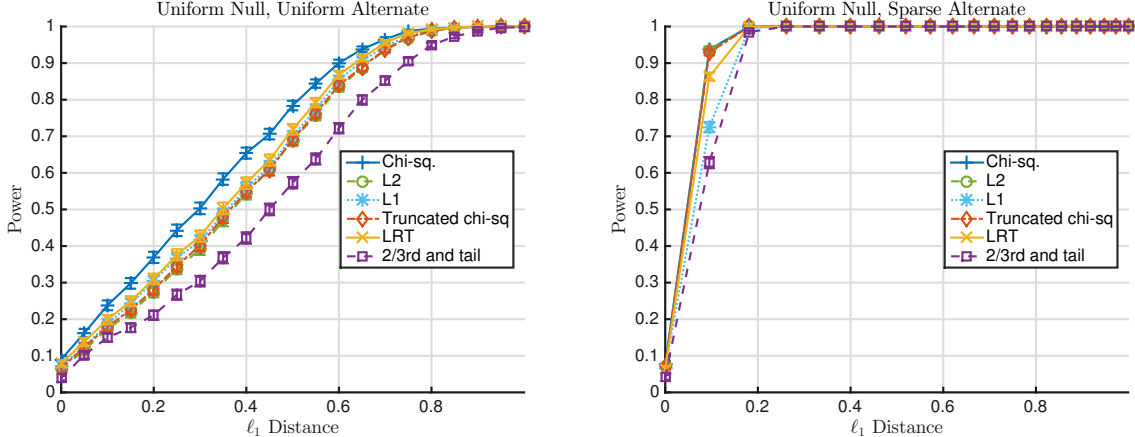 Uniform Null, Uniform Alternate
1
0.9
0.8
0.7
0.6
0.5
0.4
0.3
0.2
0.1
0
Power
Chi-sq.
L2
L1
Truncated chi-sq
LRT
2/3rd and tail
0 0.2 0.4 0.6 0.8
ℓ₁ Distance
Uniform Null, Sparse Alternate
1
0.9
0.8
0.7
0.6
0.5
0.4
0.3
0.2
0.1
0
Power
Chi-sq.
L2
L1
Truncated chi-sq
LRT
2/3rd and tail
0 0.2 0.4 0.6 0.8
ℓ₁ Distance